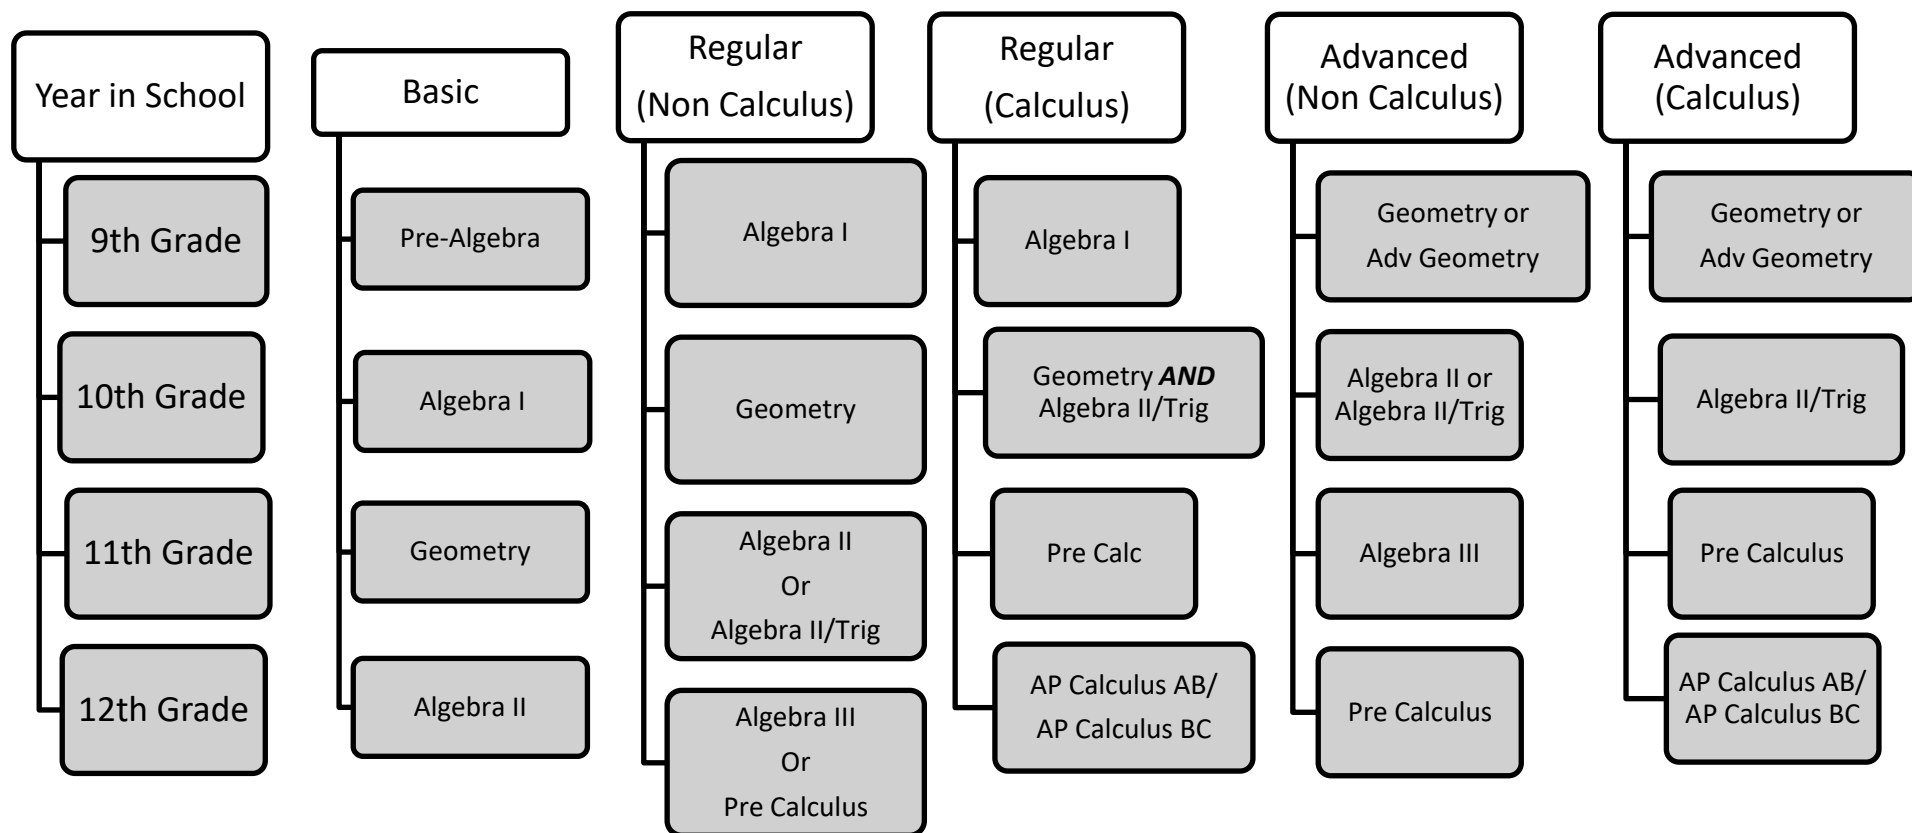 Year in School
9th Grade
10th Grade
11th Grade
12th Grade
Basic
Pre-Algebra
Algebra I
Geometry
Algebra II
Regular
(Non Calculus)
Algebra I
Geometry
Algebra II
Or
Algebra II/Trig
Algebra III
Or
Pre Calculus
Regular
(Calculus)
Algebra I
Geometry AND
Algebra II/Trig
Pre Calc
AP Calculus AB/
AP Calculus BC
Advanced
(Non Calculus)
Geometry or
Adv Geometry
Algebra II or
Algebra II/Trig
Algebra III
Pre Calculus
Advanced
(Calculus)
Geometry or
Adv Geometry
Algebra II/Trig
Pre Calculus
AP Calculus AB/
AP Calculus BC